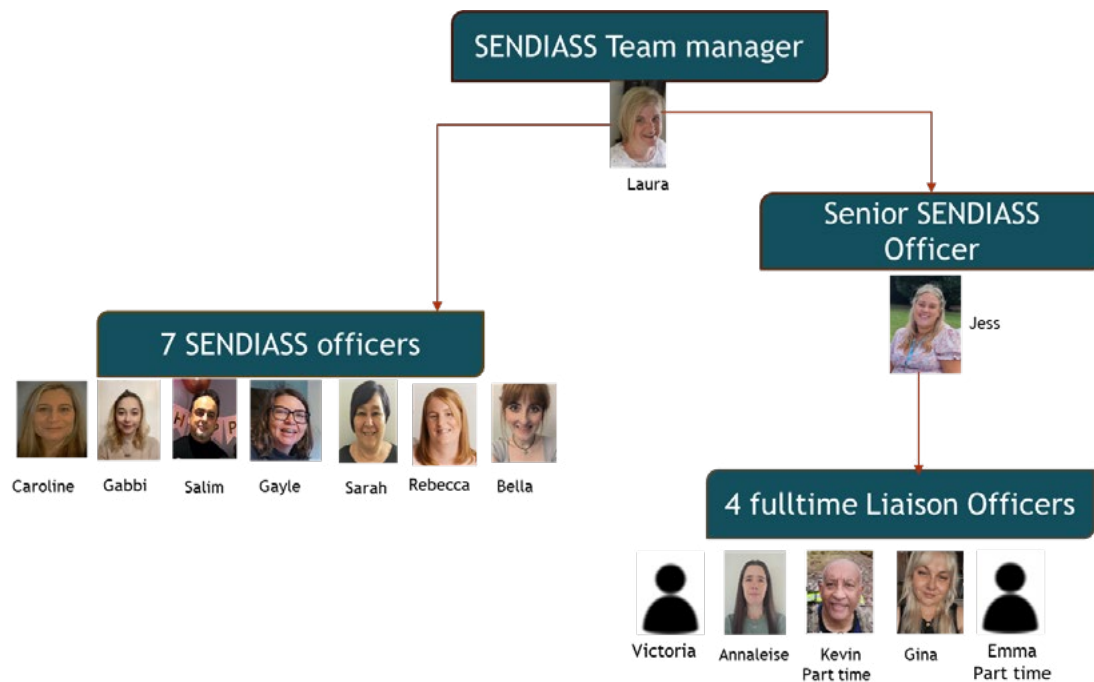 SENDIASS Team manager
Laura
Senior SENDIASS
Officer
Jess
7 SENDIASS officers
Caroline
Gabbi
Salim
Gayle
Sarah
Rebecca
Bella
4 fulltime Liaison Officers
Victoria
Annaleise
Kevin
Part time
Gina
Emma
Part time